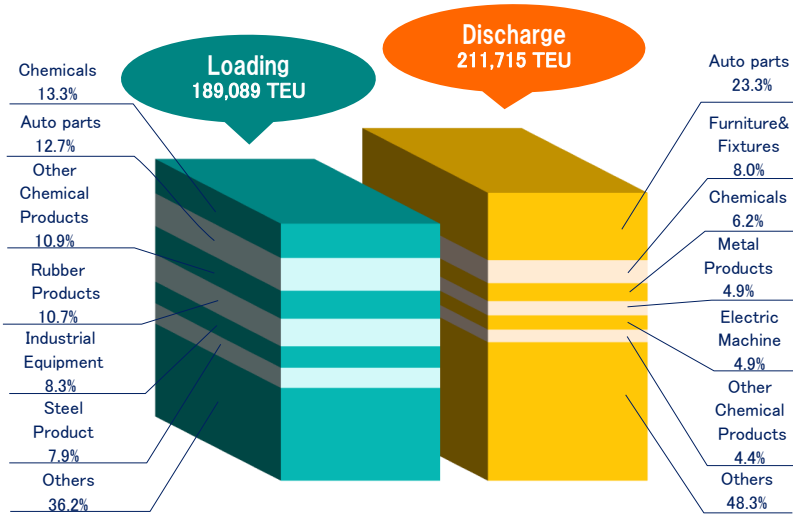 Loading
189,089 TEU
Discharge
211,715 TEU
Chemicals
13.3%
Auto parts
12.7%
Other
Chemical
Products
10.9%
Rubber
Products
10.7%
Industrial
Equipment
8.3%
Steel
Product
7.9%
Others
36.2%
Auto parts
23.3%
Furniture&
Fixtures
8.0%
Chemicals
6.2%
Metal
Products
4.9%
Electric
Machine
4.9%
Other
Chemical
Products
4.4%
Others
48.3%